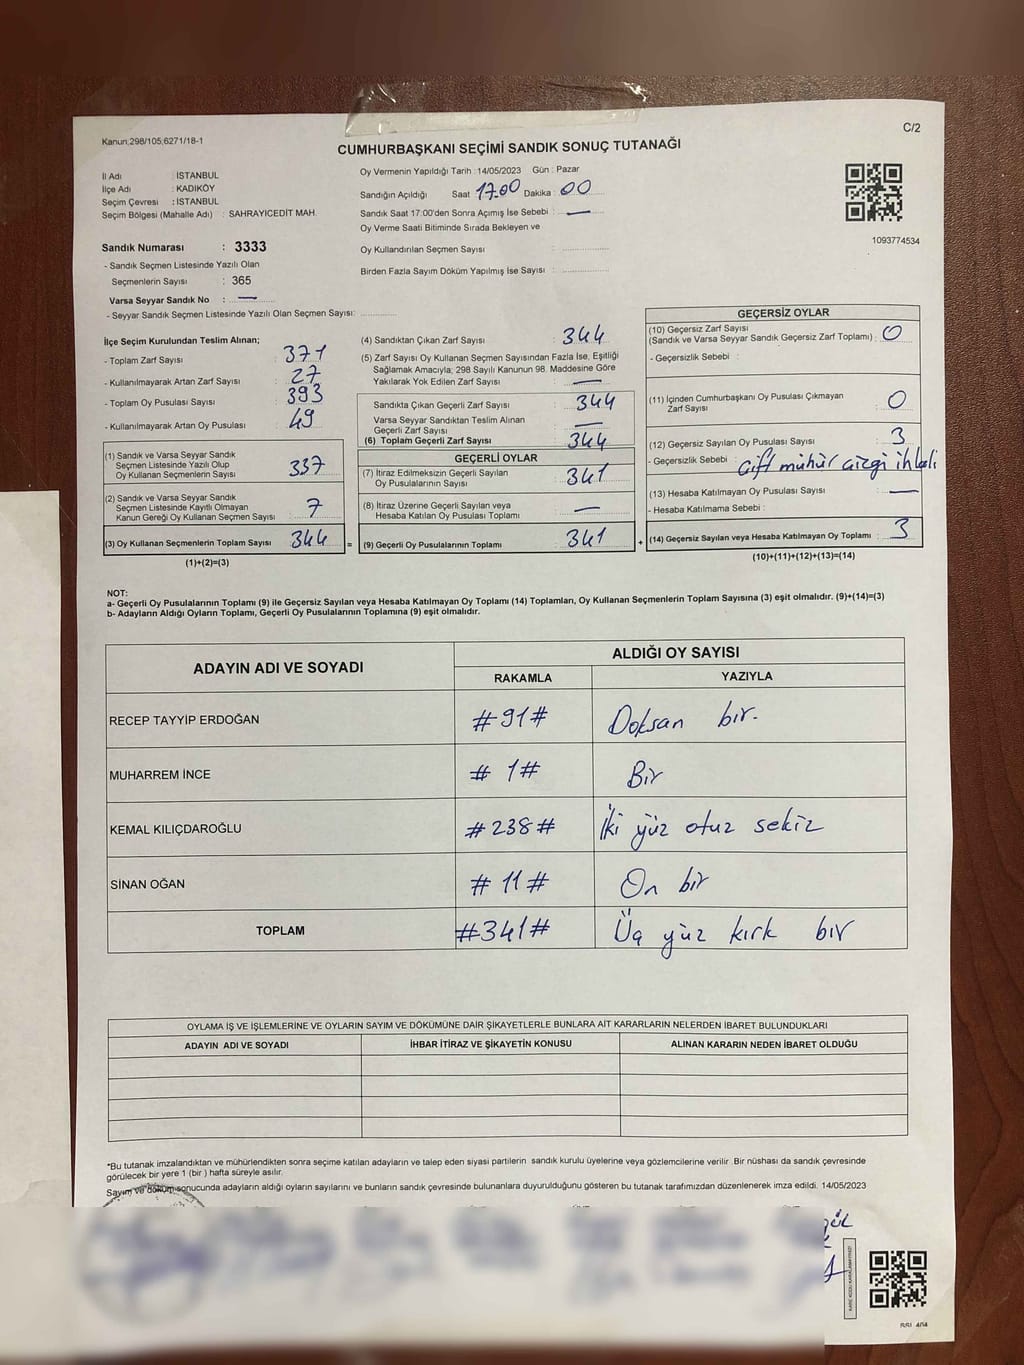 Kanun;298/105;6271/18-1
C/2
CUMHURBAŞKANI SEÇİMİ SANDIK SONUÇ TUTANAĞI
İl Adı : İSTANBUL
İlçe Adı : KADIKÖY
Seçim Çevresi : İSTANBUL
Seçim Bölgesi (Mahalle Adı) : SAHRAYICEDİT MAH.
Sandık Numarası : 3333
- Sandık Seçmen Listesinde Yazılı Olan
Seçmenlerin Sayısı : 365
Varsa Seyyar Sandık No : —
- Seyyar Sandık Seçmen Listesinde Yazılı Olan Seçmen Sayısı:
Oy Vermenin Yapıldığı Tarih : 14/05/2023 Gün : Pazar
Sandığın Açıldığı Saat 17.00 Dakika : 00
Sandık Saat 17:00'den Sonra Açımış İse Sebebi : —
Oy Verme Saati Bitiminde Sırada Bekleyen ve
Oy Kullandırılan Seçmen Sayısı :
Birden Fazla Sayım Döküm Yapılmış İse Sayısı :
1093774534
İlçe Seçim Kurulundan Teslim Alınan;
- Toplam Zarf Sayısı : 371
- Kullanılmayarak Artan Zarf Sayısı : 27
- Toplam Oy Pusulası Sayısı : 393
- Kullanılmayarak Artan Oy Pusulası : 49
(1) Sandık ve Varsa Seyyar Sandık
Seçmen Listesinde Yazılı Olup
Oy Kullanan Seçmenlerin Sayısı : 337
(2) Sandık ve Varsa Seyyar Sandık
Seçmen Listesinde Kayıtlı Olmayan
Kanun Gereği Oy Kullanan Seçmen Sayısı : 7
(3) Oy Kullanan Seçmenlerin Toplam Sayısı : 344 =
(1)+(2)=(3)
(4) Sandıktan Çıkan Zarf Sayısı : 344
(5) Zarf Sayısı Oy Kullanan Seçmen Sayısından Fazla İse, Eşitliği
Sağlamak Amacıyla; 298 Sayılı Kanunun 98. Maddesine Göre
Yakılarak Yok Edilen Zarf Sayısı : —
Sandıkta Çıkan Geçerli Zarf Sayısı : 344
Varsa Seyyar Sandıktan Teslim Alınan
Geçerli Zarf Sayısı : —
(6) Toplam Geçerli Zarf Sayısı : 344
GEÇERLİ OYLAR
(7) İtiraz Edilmeksizin Geçerli Sayılan
Oy Pusulalarının Sayısı : 341
(8) İtiraz Üzerine Geçerli Sayılan veya
Hesaba Katılan Oy Pusulası Toplamı : —
(9) Geçerli Oy Pusulalarının Toplamı : 341 +
GEÇERSİZ OYLAR
(10) Geçersiz Zarf Sayısı
(Sandık ve Varsa Seyyar Sandık Geçersiz Zarf Toplamı) : 0
- Geçersizlik Sebebi :
(11) İçinden Cumhurbaşkanı Oy Pusulası Çıkmayan
Zarf Sayısı : 0
(12) Geçersiz Sayılan Oy Pusulası Sayısı : 3
- Geçersizlik Sebebi : Çift mühür çizgi ihlali
(13) Hesaba Katılmayan Oy Pusulası Sayısı : —
- Hesaba Katılmama Sebebi :
(14) Geçersiz Sayılan veya Hesaba Katılmayan Oy Toplamı : 3
(10)+(11)+(12)+(13)=(14)
NOT:
a- Geçerli Oy Pusulalarının Toplamı (9) ile Geçersiz Sayılan veya Hesaba Katılmayan Oy Toplamı (14) Toplamları, Oy Kullanan Seçmenlerin Toplam Sayısına (3) eşit olmalıdır. (9)+(14)=(3)
b- Adayların Aldığı Oyların Toplamı, Geçerli Oy Pusulalarının Toplamına (9) eşit olmalıdır.
ADAYIN ADI VE SOYADI ALDIĞI OY SAYISI
RAKAMLA YAZIYLA
RECEP TAYYİP ERDOĞAN #91# Doksan bir.
MUHARREM İNCE # 1# Bir
KEMAL KILIÇDAROĞLU #238# İki yüz otuz sekiz
SİNAN OĞAN # 11# On bir
TOPLAM #341# Üç yüz kırk bir
OYLAMA İŞ VE İŞLEMLERİNE VE OYLARIN SAYIM VE DÖKÜMÜNE DAİR ŞİKAYETLERLE BUNLARA AİT KARARLARIN NELERDEN İBARET BULUNDUKLARI
ADAYIN ADI VE SOYADI İHBAR İTİRAZ VE ŞİKAYETİN KONUSU ALINAN KARARIN NEDEN İBARET OLDUĞU
*Bu tutanak imzalandıktan ve mühürlendikten sonra seçime katılan adayların ve talep eden siyasi partilerin sandık kurulu üyelerine veya gözlemcilerine verilir. Bir nüshası da sandık çevresinde
görülecek bir yere 1 (bir ) hafta süreyle asılır.
Sayım ve döküm sonucunda adayların aldığı oyların sayılarını ve bunların sandık çevresinde bulunanlara duyurulduğunu gösteren bu tutanak tarafımızdan düzenlenerek imza edildi. 14/05/2023